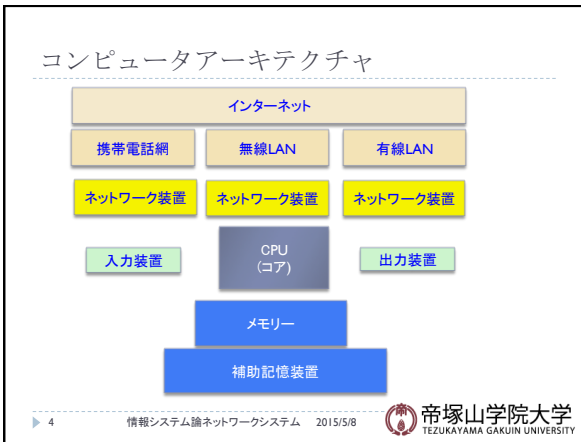 コンピュータアーキテクチャ
インターネット
携帯電話網 無線LAN 有線LAN
ネットワーク装置 ネットワーク装置 ネットワーク装置
入力装置 CPU 出力装置
(コア)
メモリー
補助記憶装置
4 情報システム論ネットワークシステム 2015/5/8
帝塚山学院大学
TEZUKAYAMA GAKUIN UNIVERSITY